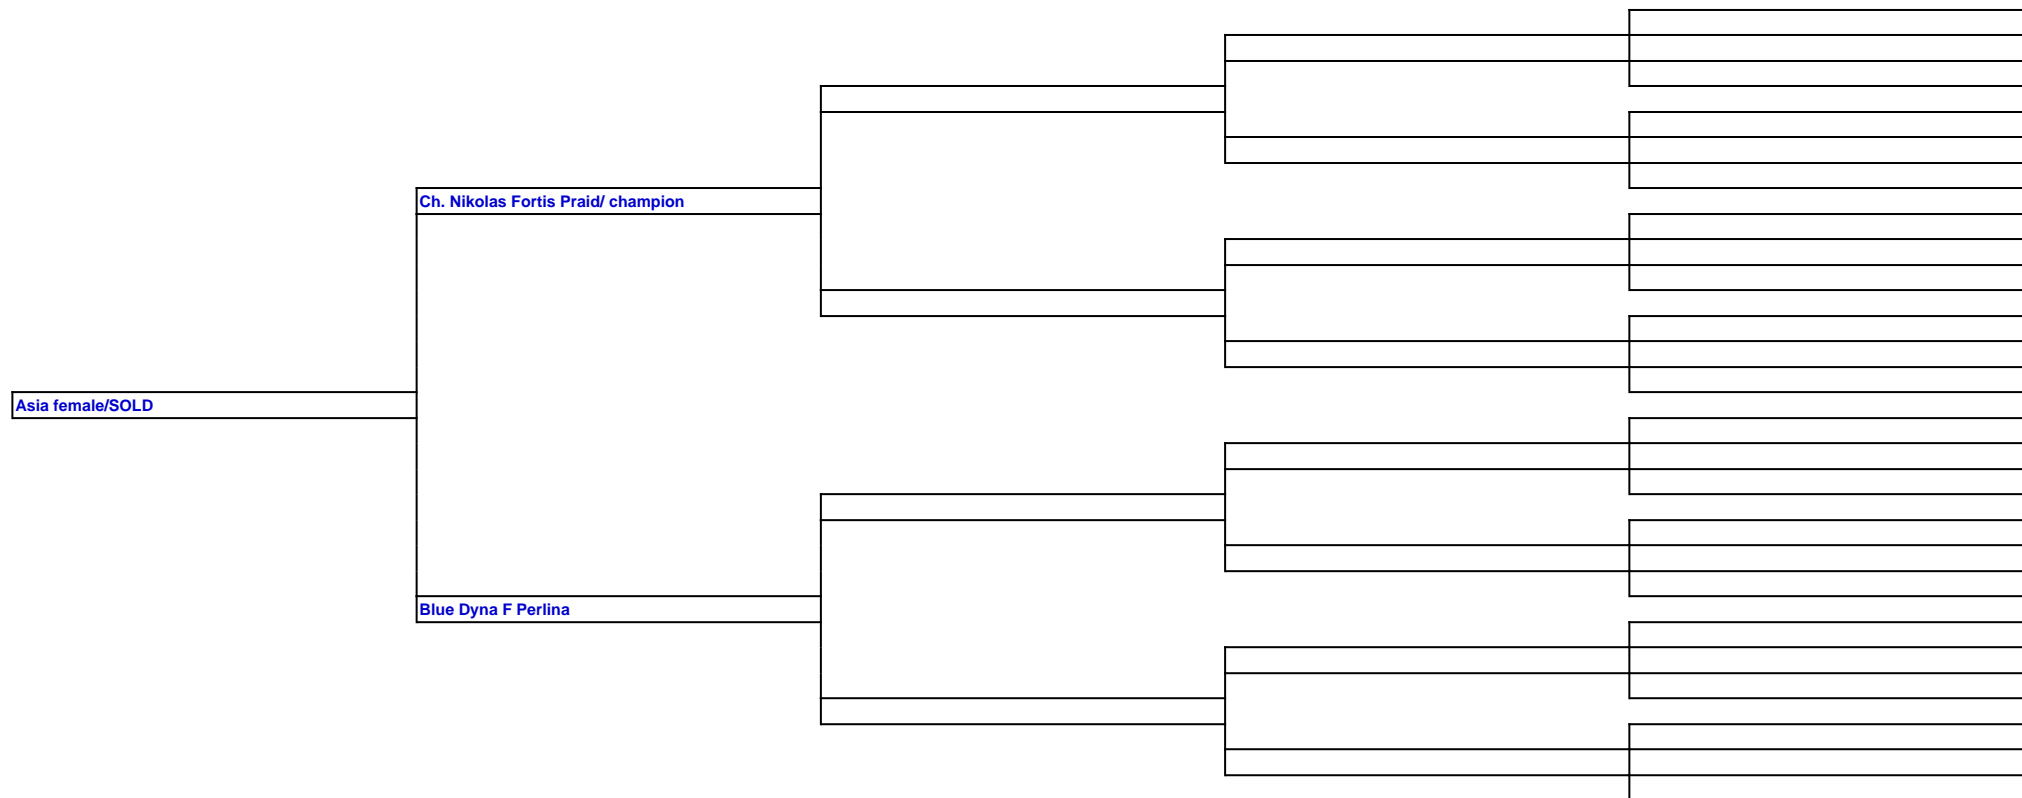 Ch. Nikolas Fortis Praid/ champion
Asia female/SOLD
Blue Dyna F Perlina